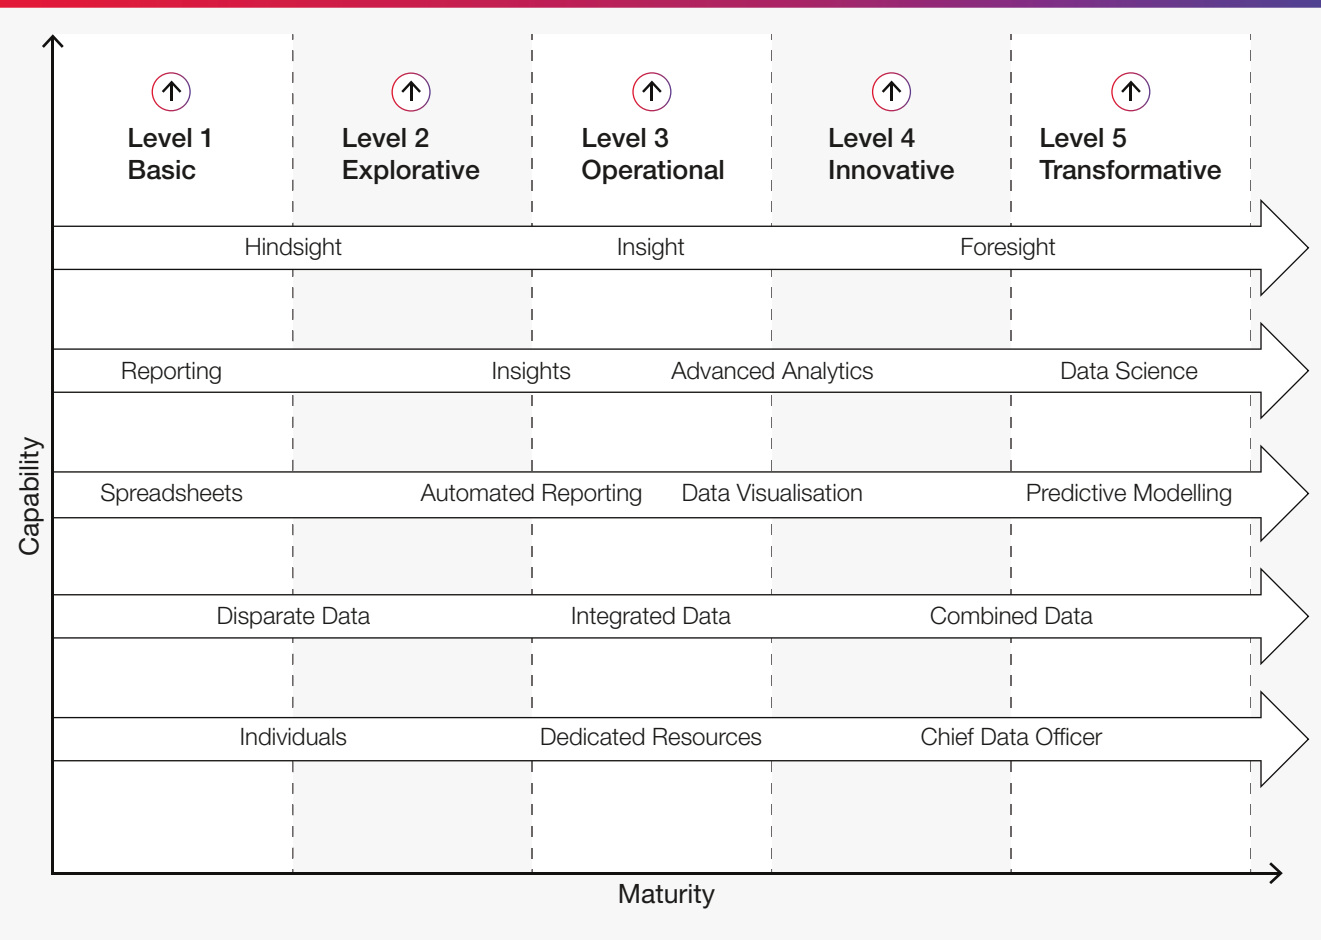 Level 1
Basic
Level 2
Explorative
Level 3
Operational
Level 4
Innovative
Level 5
Transformative
Hindsight Insight Foresight
Reporting Insights Advanced Analytics Data Science
Spreadsheets Automated Reporting Data Visualisation Predictive Modelling
Disparate Data Integrated Data Combined Data
Individuals Dedicated Resources Chief Data Officer
Capability
Maturity